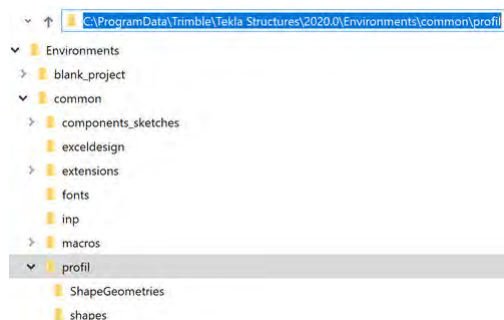 C:\ProgramData\Trimble\Tekla Structures\2020.0\Environments\common\profil
Environments
blank_project
common
components_sketches
exceldesign
extensions
fonts
inp
macros
profil
ShapeGeometries
shapes